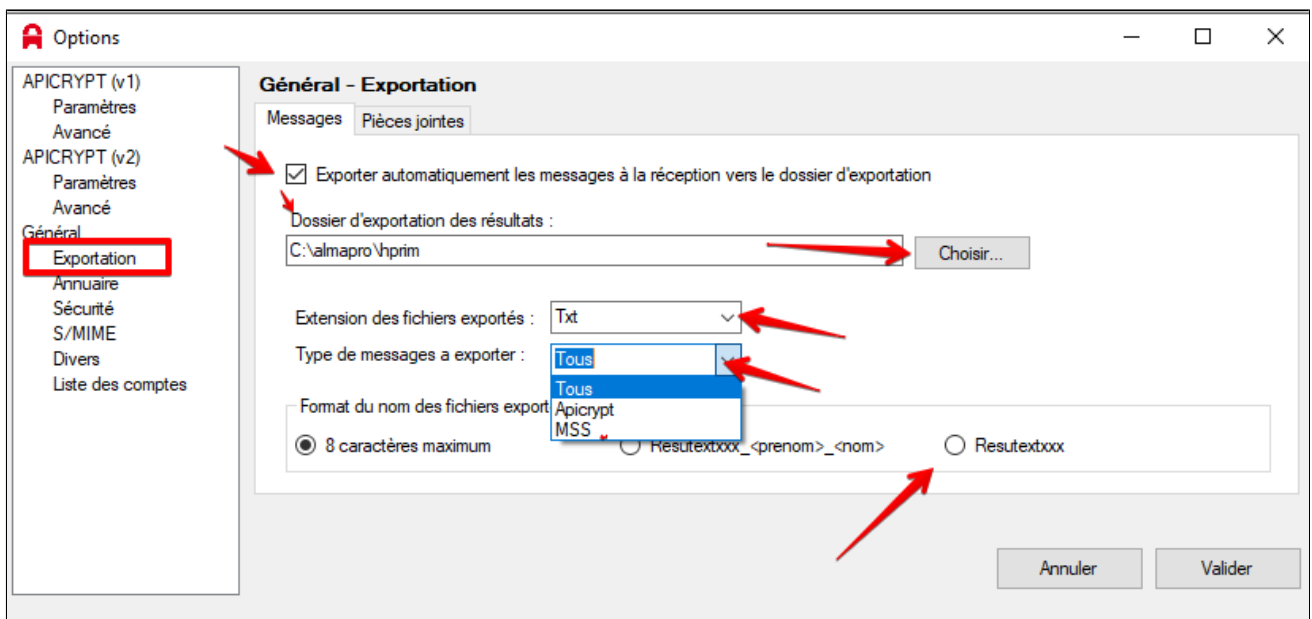 Options
APICRYPT (v1)
Paramètres
Avancé
APICRYPT (v2)
Paramètres
Avancé
Général
Exportation
Annuaire
Sécurité
S/MIME
Divers
Liste des comptes
Général - Exportation
Messages Pièces jointes
Exporter automatiquement les messages à la réception vers le dossier d'exportation
Dossier d'exportation des résultats :
C:\almapro\hprim Choisir...
Extension des fichiers exportés : Txt
Type de messages a exporter : Tous
Tous
Apicrypt
MSS
Format du nom des fichiers export
8 caractères maximum Resutextxxx_<prenom>_<nom> Resutextxxx
Annuler Valider